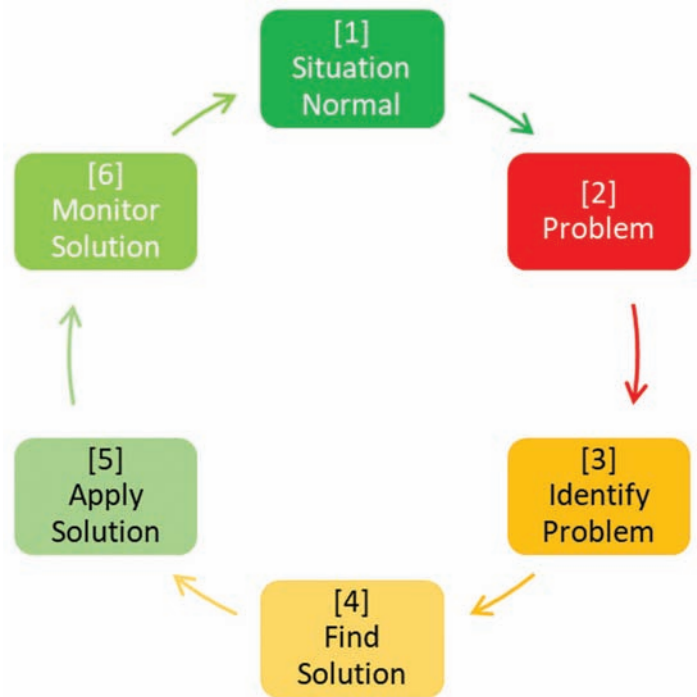 [1]
Situation
Normal
[2]
Problem
[3]
Identify
Problem
[4]
Find
Solution
[5]
Apply
Solution
[6]
Monitor
Solution